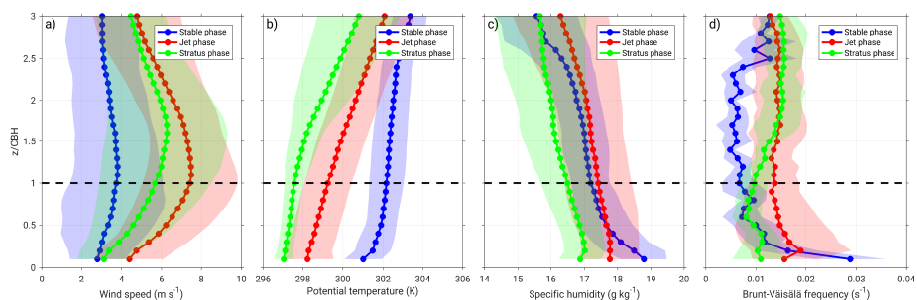 a)
Stable phase
Jet phase
Stratus phase
z/CBH
3
2.5
2
1.5
1
0.5
0
0 2 4 6 8 10
Wind speed (m s-1)
b)
Stable phase
Jet phase
Stratus phase
296 298 300 302 304 306
Potential temperature (K)
c)
Stable phase
Jet phase
Stratus phase
14 15 16 17 18 19 20
Specific humidity (g kg-1)
d)
Stable phase
Jet phase
Stratus phase
0 0.01 0.02 0.03 0.04
Brunt-Väisälä frequency (s-1)